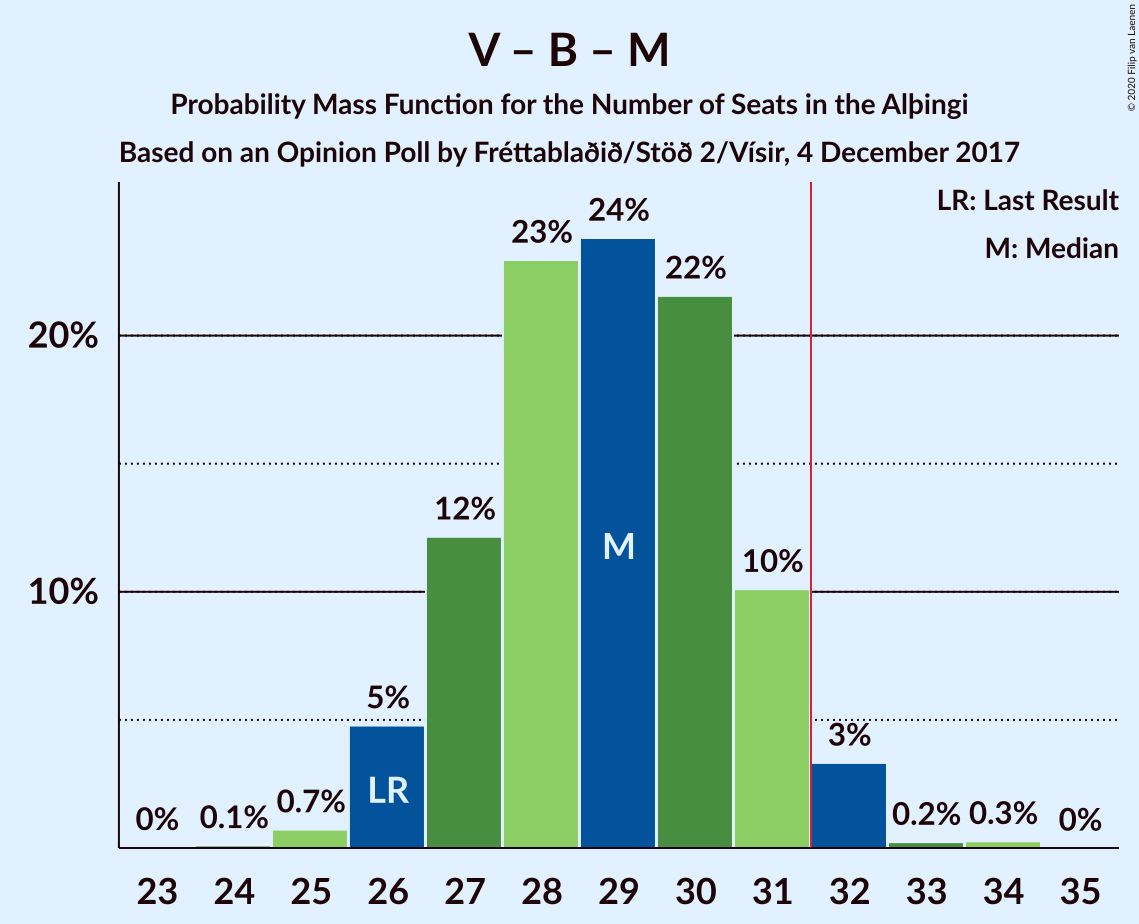 V – B – M
Probability Mass Function for the Number of Seats in the Alþingi
Based on an Opinion Poll by Fréttablaðið/Stöð 2/Vísir, 4 December 2017
© 2020 Filip van Laenen
LR: Last Result
M: Median
20%
10%
0% 0.1% 0.7% 5% 12% 23% 24% 22% 10% 3% 0.2% 0.3% 0%
LR M
23 24 25 26 27 28 29 30 31 32 33 34 35